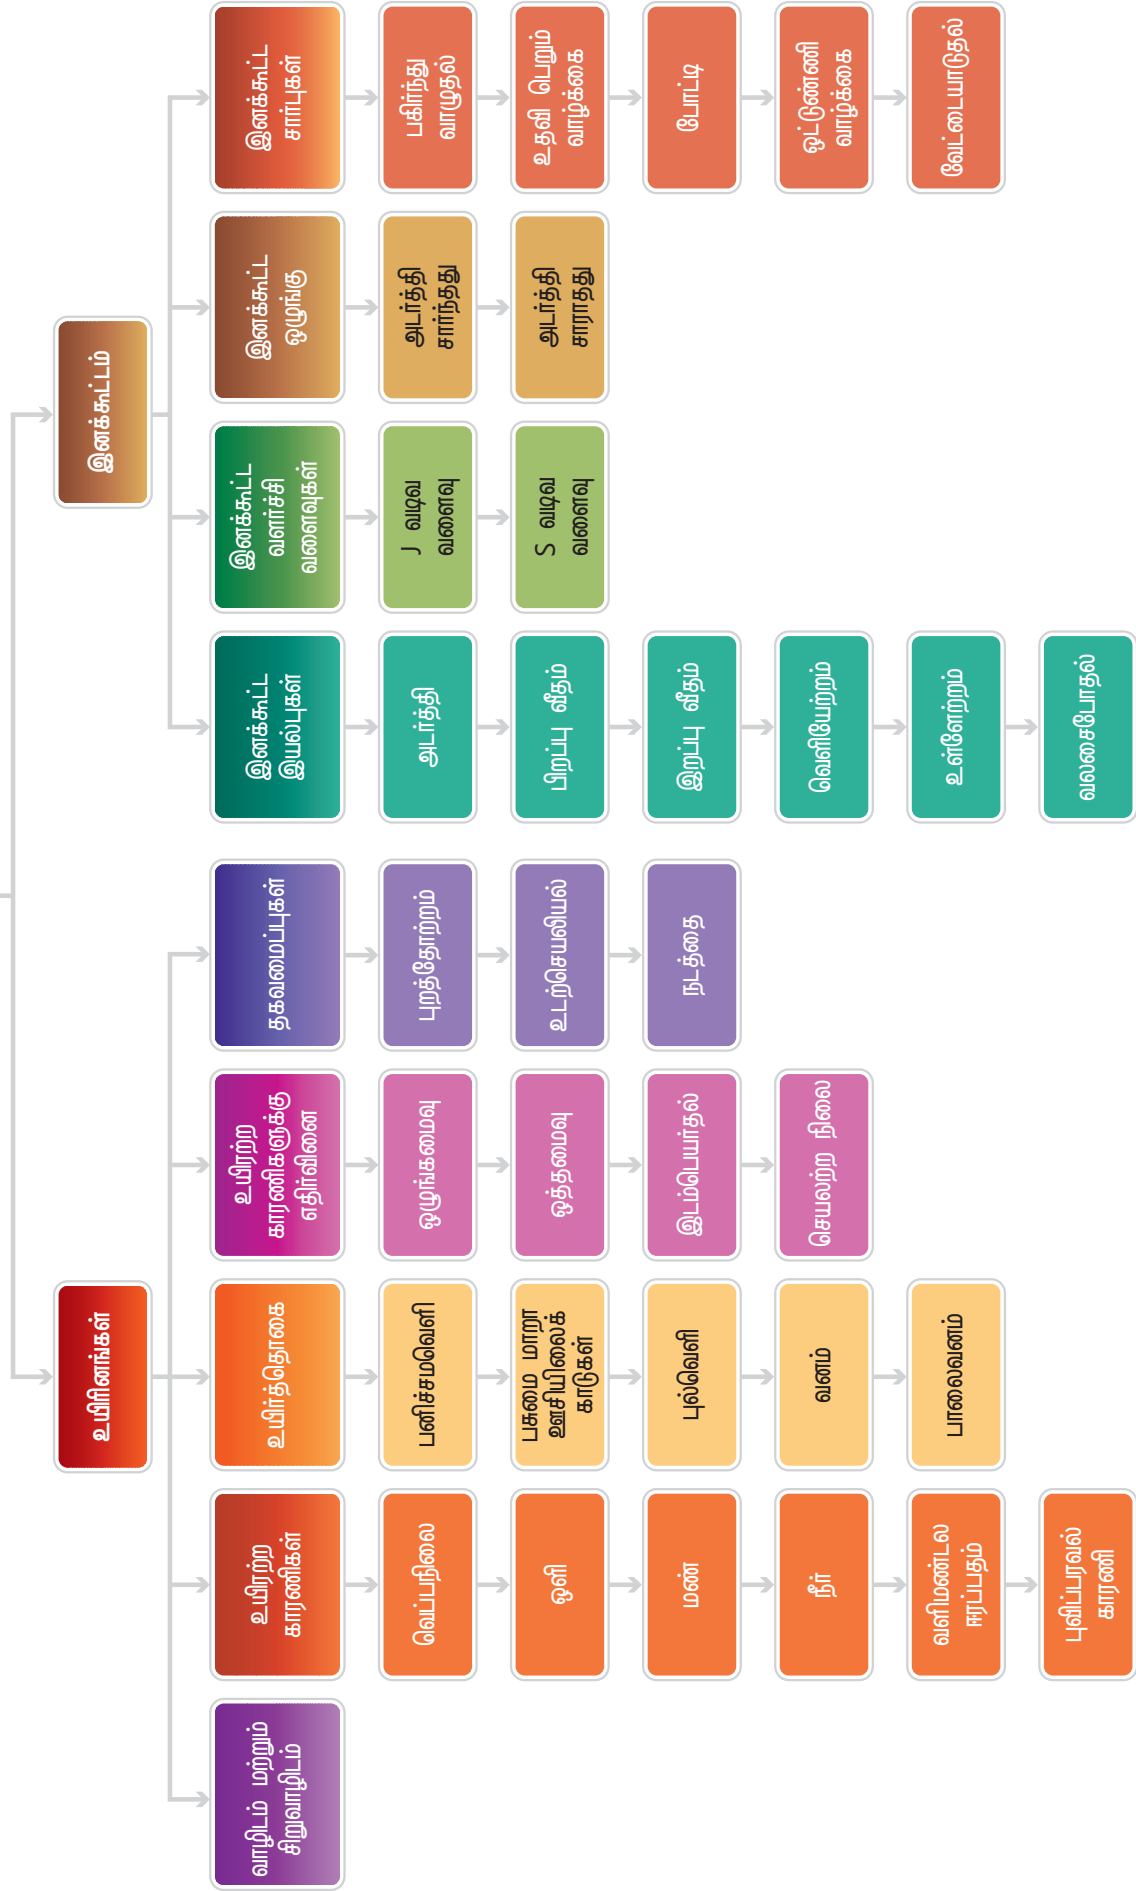 உயிரினங்கள்
வாழிடம் மற்றும்
சிறுவாழிடம்
உயிரற்ற
காரணிகள்
வெப்பநிலை
ஒளி
மண்
நீர்
வளிமண்டல
ஈரப்பதம்
புவிப்பரவல்
காரணி
உயிர்த்தொகை
பனிச்சமவெளி
பசுமை மாறா
ஊசியிலைக்
காடுகள்
புல்வெளி
வனம்
பாலைவனம்
உயிரற்ற
காரணிகளுக்கு
எதிர்வினை
ஒழுங்கமைவு
ஒத்தமைவு
இடம்பெயர்தல்
செயலற்ற நிலை
தகவமைப்புகள்
புறத்தோற்றம்
உடற்செயலியல்
நடத்தை
இனக்கூட்டம்
இனக்கூட்ட
இயல்புகள்
அடர்த்தி
பிறப்பு வீதம்
இறப்பு வீதம்
வெளியேற்றம்
உள்ளேற்றம்
வலசைபோதல்
இனக்கூட்ட
வளர்ச்சி
வளைவுகள்
J வடிவ
வளைவு
S வடிவ
வளைவு
இனக்கூட்ட
ஒழுங்கு
அடர்த்தி
சார்ந்தது
அடர்த்தி
சாராதது
இனக்கூட்ட
சார்புகள்
பகிர்ந்து
வாழுதல்
உதவி பெறும்
வாழ்க்கை
போட்டி
ஒட்டுண்ணி
வாழ்க்கை
வேட்டையாடுதல்